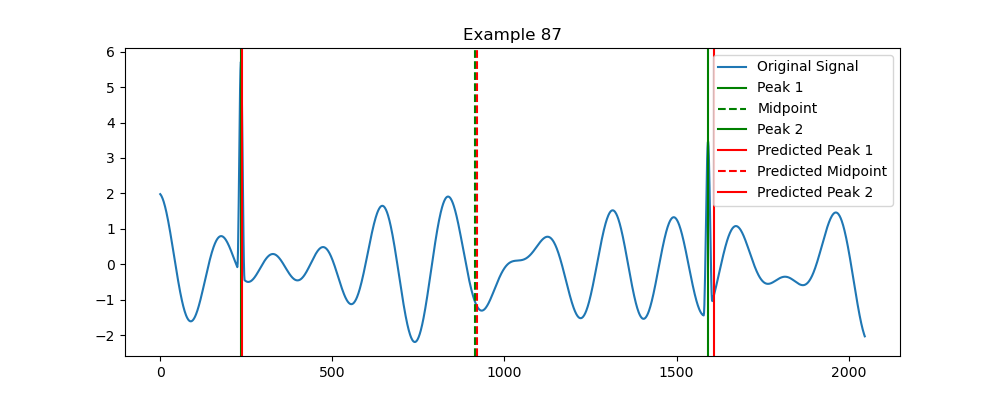 Example 87
6
5
4
3
2
1
0
−1
−2
0
500
1000
1500
2000
Original Signal
Peak 1
Midpoint
Peak 2
Predicted Peak 1
Predicted Midpoint
Predicted Peak 2